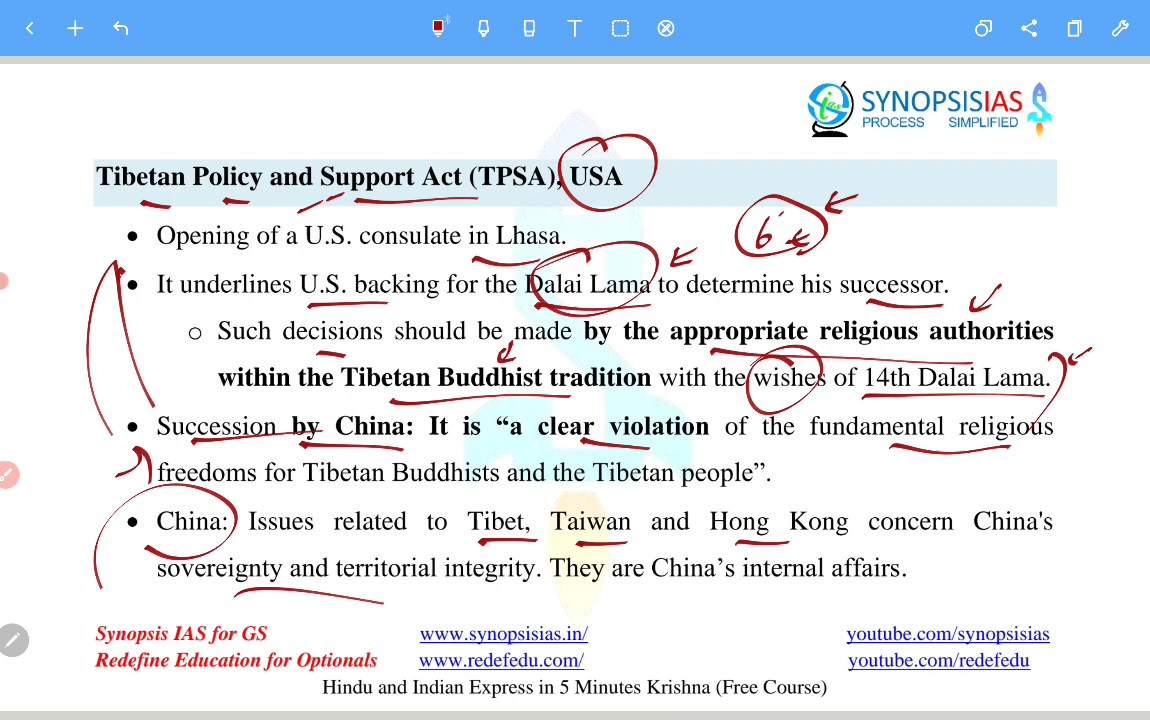 SYNOPSISIAS
PROCESS SIMPLIFIED
Tibetan Policy and Support Act (TPSA), USA
• Opening of a U.S. consulate in Lhasa.
6
• It underlines U.S. backing for the Dalai Lama to determine his successor.
o Such decisions should be made by the appropriate religious authorities
within the Tibetan Buddhist tradition with the wishes of 14th Dalai Lama.
• Succession by China: It is “a clear violation of the fundamental religious
freedoms for Tibetan Buddhists and the Tibetan people”.
• China: Issues related to Tibet, Taiwan and Hong Kong concern China's
sovereignty and territorial integrity. They are China’s internal affairs.
Synopsis IAS for GS www.synopsisias.in/ youtube.com/synopsisias
Redefine Education for Optionals www.redefedu.com/ youtube.com/redefedu
Hindu and Indian Express in 5 Minutes Krishna (Free Course)